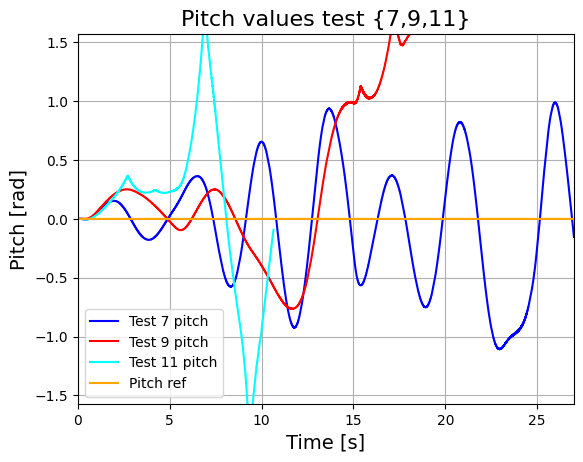 Pitch values test {7,9,11}
Pitch [rad]
1.5
1.0
0.5
0.0
−0.5
−1.0
−1.5
Test 7 pitch
Test 9 pitch
Test 11 pitch
Pitch ref
0 5 10 15 20 25
Time [s]